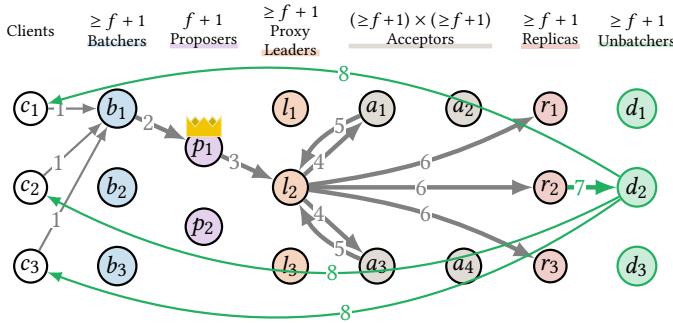 Clients
≥ f + 1
Batchers
f + 1
Proposers
≥ f + 1
Proxy
Leaders
(≥f+1) × (≥f+1)
Acceptors
≥ f + 1
Replicas
≥ f + 1
Unbatchers
8
c₁ 1 b₁ 2 p₁ l₁ a₁ a₂ r₁ d₁
5
3 4 6
1
c₂ b₂ l₂ 6 r₂ 7 d₂
1 p₂ 4 6
5
c₃ b₃ l₃ 8 a₃ a₄ r₃ d₃
8